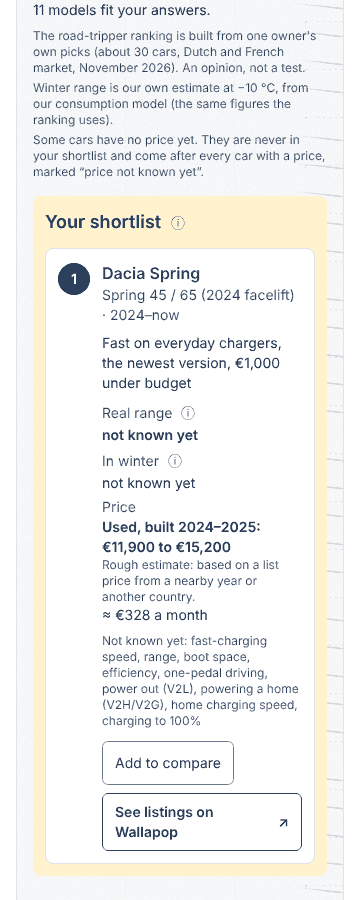 11 models fit your answers.
The road-tripper ranking is built from one owner's
own picks (about 30 cars, Dutch and French
market, November 2026). An opinion, not a test.
Winter range is our own estimate at −10 °C, from
our consumption model (the same figures the
ranking uses).
Some cars have no price yet. They are never in
your shortlist and come after every car with a price,
marked “price not known yet”.
Your shortlist ⓘ
1
Dacia Spring
Spring 45 / 65 (2024 facelift)
· 2024–now
Fast on everyday chargers,
the newest version, €1,000
under budget
Real range ⓘ
not known yet
In winter ⓘ
not known yet
Price
Used, built 2024–2025:
€11,900 to €15,200
Rough estimate: based on a list
price from a nearby year or
another country.
≈ €328 a month
Not known yet: fast-charging
speed, range, boot space,
efficiency, one-pedal driving,
power out (V2L), powering a home
(V2H/V2G), home charging speed,
charging to 100%
Add to compare
See listings on
Wallapop ↗